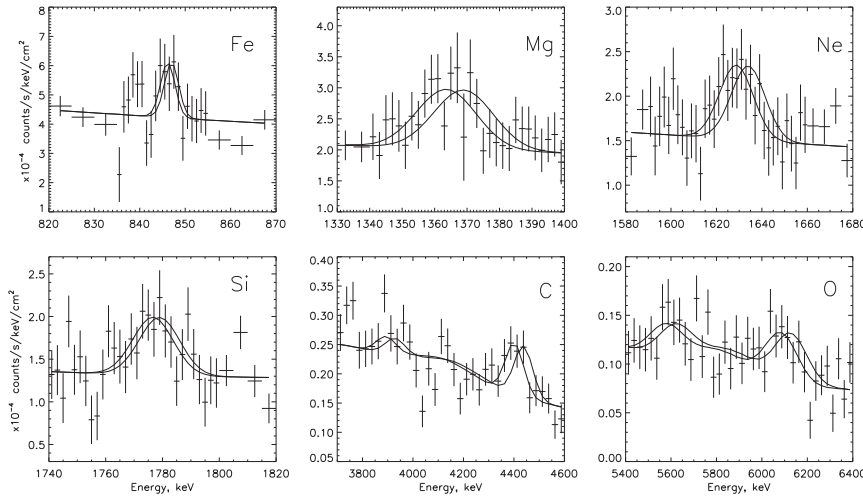 Fe
Mg
Ne
×10⁻⁴ counts/s/keV/cm²
8
7
6
5
4
3
2
1
820 830 840 850 860 870
4.0
3.5
3.0
2.5
2.0
1.5
1.0
1330 1340 1350 1360 1370 1380 1390 1400
3.0
2.5
2.0
1.5
1.0
1580 1600 1620 1640 1660 1680
Si
C
O
×10⁻⁴ counts/s/keV/cm²
2.5
2.0
1.5
1.0
0.5
1740 1760 1780 1800 1820
Energy, keV
0.40
0.35
0.30
0.25
0.20
0.15
0.10
0.05
3800 4000 4200 4400 4600
Energy, keV
0.20
0.15
0.10
0.05
0.00
5400 5600 5800 6000 6200 6400
Energy, keV